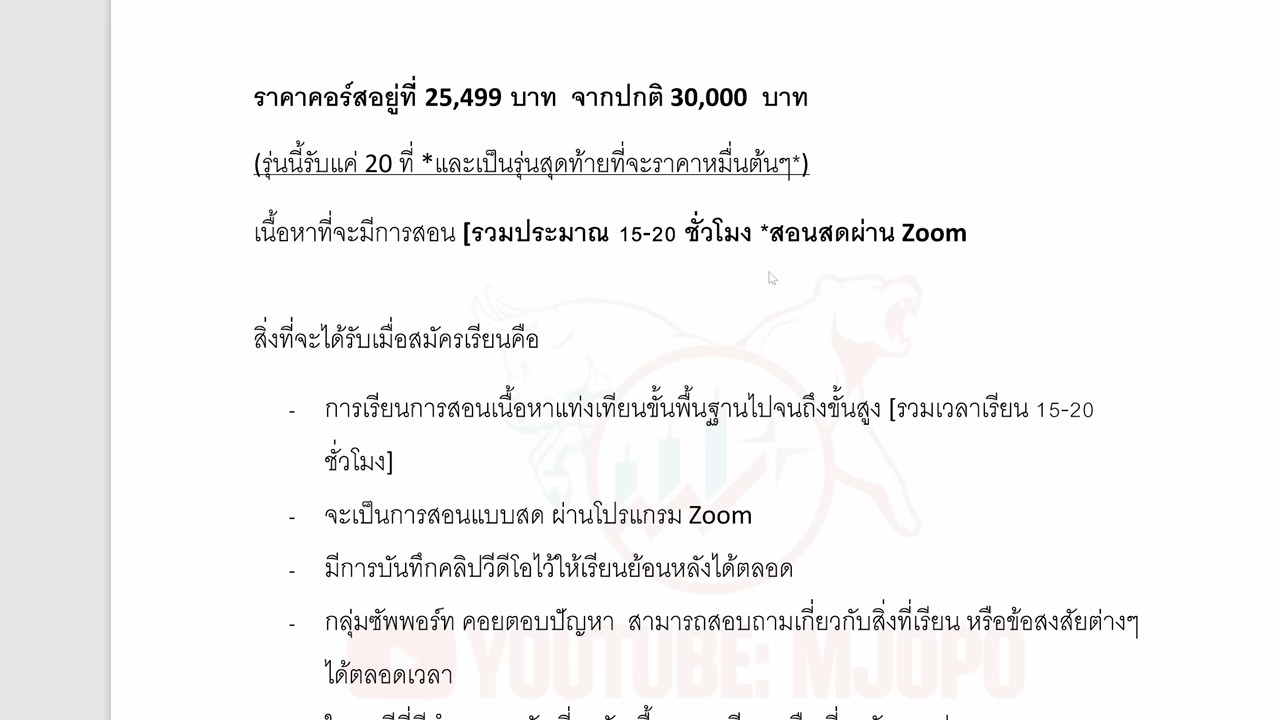 ราคาคอร์สอยู่ที่ 25,499 บาท จากปกติ 30,000 บาท
(รุ่นนี้รับแค่ 20 ที่ *และเป็นรุ่นสุดท้ายที่จะราคาหมื่นต้นๆ*)
เนื้อหาที่จะมีการสอน [รวมประมาณ 15-20 ชั่วโมง *สอนสดผ่าน Zoom
สิ่งที่จะได้รับเมื่อสมัครเรียนคือ
- การเรียนการสอนเนื้อหาแท่งเทียนขั้นพื้นฐานไปจนถึงขั้นสูง [รวมเวลาเรียน 15-20
ชั่วโมง]
- จะเป็นการสอนแบบสด ผ่านโปรแกรม Zoom
- มีการบันทึกคลิปวีดีโอไว้ให้เรียนย้อนหลังได้ตลอด
- กลุ่มซัพพอร์ท คอยตอบปัญหา สามารถสอบถามเกี่ยวกับสิ่งที่เรียน หรือข้อสงสัยต่างๆ
ได้ตลอดเวลา
YOUTUBE: MJOPO